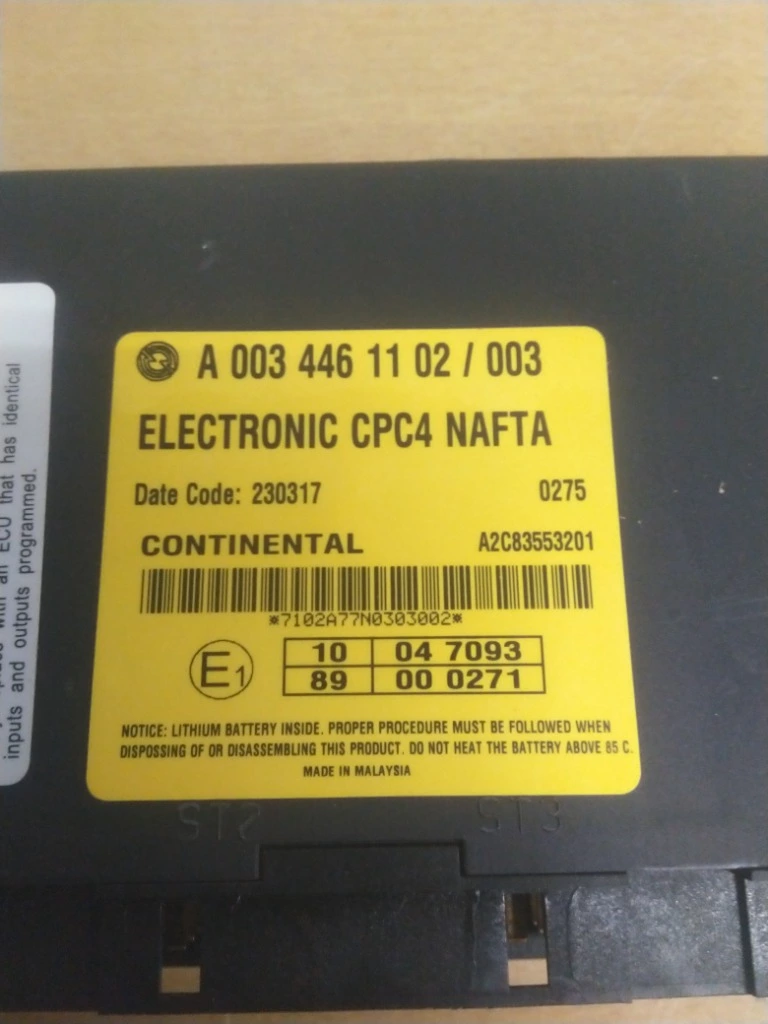 A 003 446 11 02 / 003
ELECTRONIC CPC4 NAFTA
Date Code: 230317 0275
CONTINENTAL A2C83553201
*7102A77N0303002*
E1
10 04 7093
89 00 0271
NOTICE: LITHIUM BATTERY INSIDE. PROPER PROCEDURE MUST BE FOLLOWED WHEN
DISPOSSING OF OR DISASSEMBLING THIS PRODUCT. DO NOT HEAT THE BATTERY ABOVE 85 C.
MADE IN MALAYSIA
an ECU that has identical
inputs and outputs programmed.